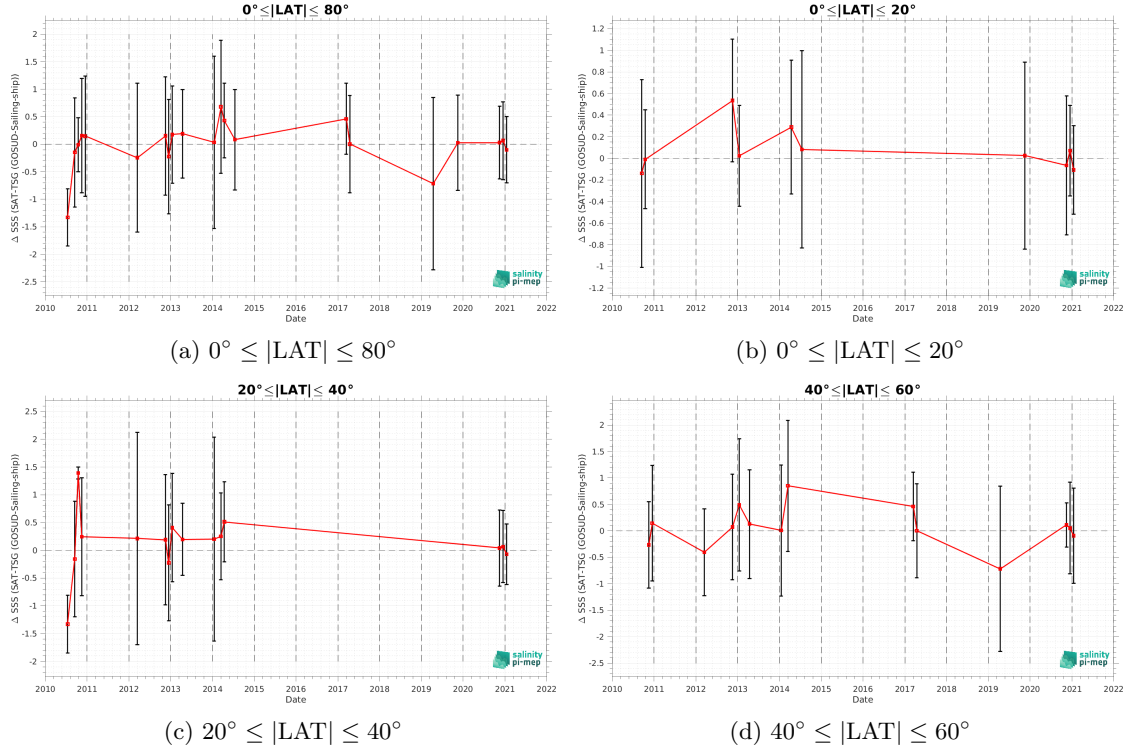 0°≤|LAT|≤ 80°
Δ SSS (SAT-TSG (GOSUD-Sailing-ship))
2
1.5
1
0.5
0
-0.5
-1
-1.5
-2
-2.5
2010 2011 2012 2013 2014 2015 2016 2017 2018 2019 2020 2021 2022
Date
salinity
pi-mep
(a) 0° ≤ |LAT| ≤ 80°
0°≤|LAT|≤ 20°
Δ SSS (SAT-TSG (GOSUD-Sailing-ship))
1.2
1
0.8
0.6
0.4
0.2
0
-0.2
-0.4
-0.6
-0.8
-1
-1.2
2010 2011 2012 2013 2014 2015 2016 2017 2018 2019 2020 2021 2022
Date
salinity
pi-mep
(b) 0° ≤ |LAT| ≤ 20°
20°≤|LAT|≤ 40°
Δ SSS (SAT-TSG (GOSUD-Sailing-ship))
2.5
2
1.5
1
0.5
0
-0.5
-1
-1.5
-2
2010 2011 2012 2013 2014 2015 2016 2017 2018 2019 2020 2021 2022
Date
salinity
pi-mep
(c) 20° ≤ |LAT| ≤ 40°
40°≤|LAT|≤ 60°
Δ SSS (SAT-TSG (GOSUD-Sailing-ship))
2
1.5
1
0.5
0
-0.5
-1
-1.5
-2
-2.5
2010 2011 2012 2013 2014 2015 2016 2017 2018 2019 2020 2021 2022
Date
salinity
pi-mep
(d) 40° ≤ |LAT| ≤ 60°